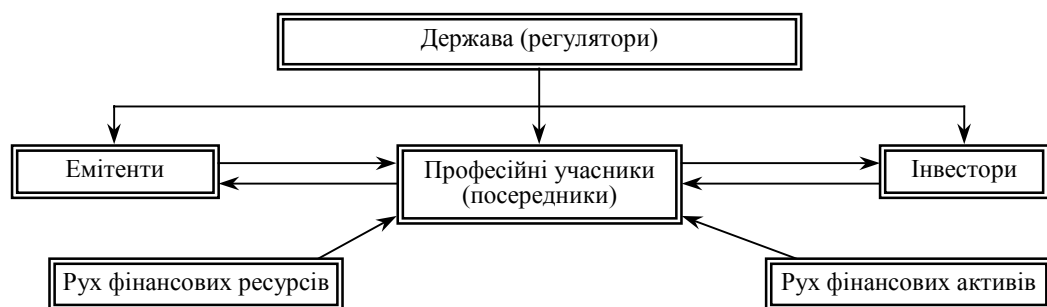 Держава (регулятори)
Емітенти
Професійні учасники
(посередники)
Інвестори
Рух фінансових ресурсів
Рух фінансових активів